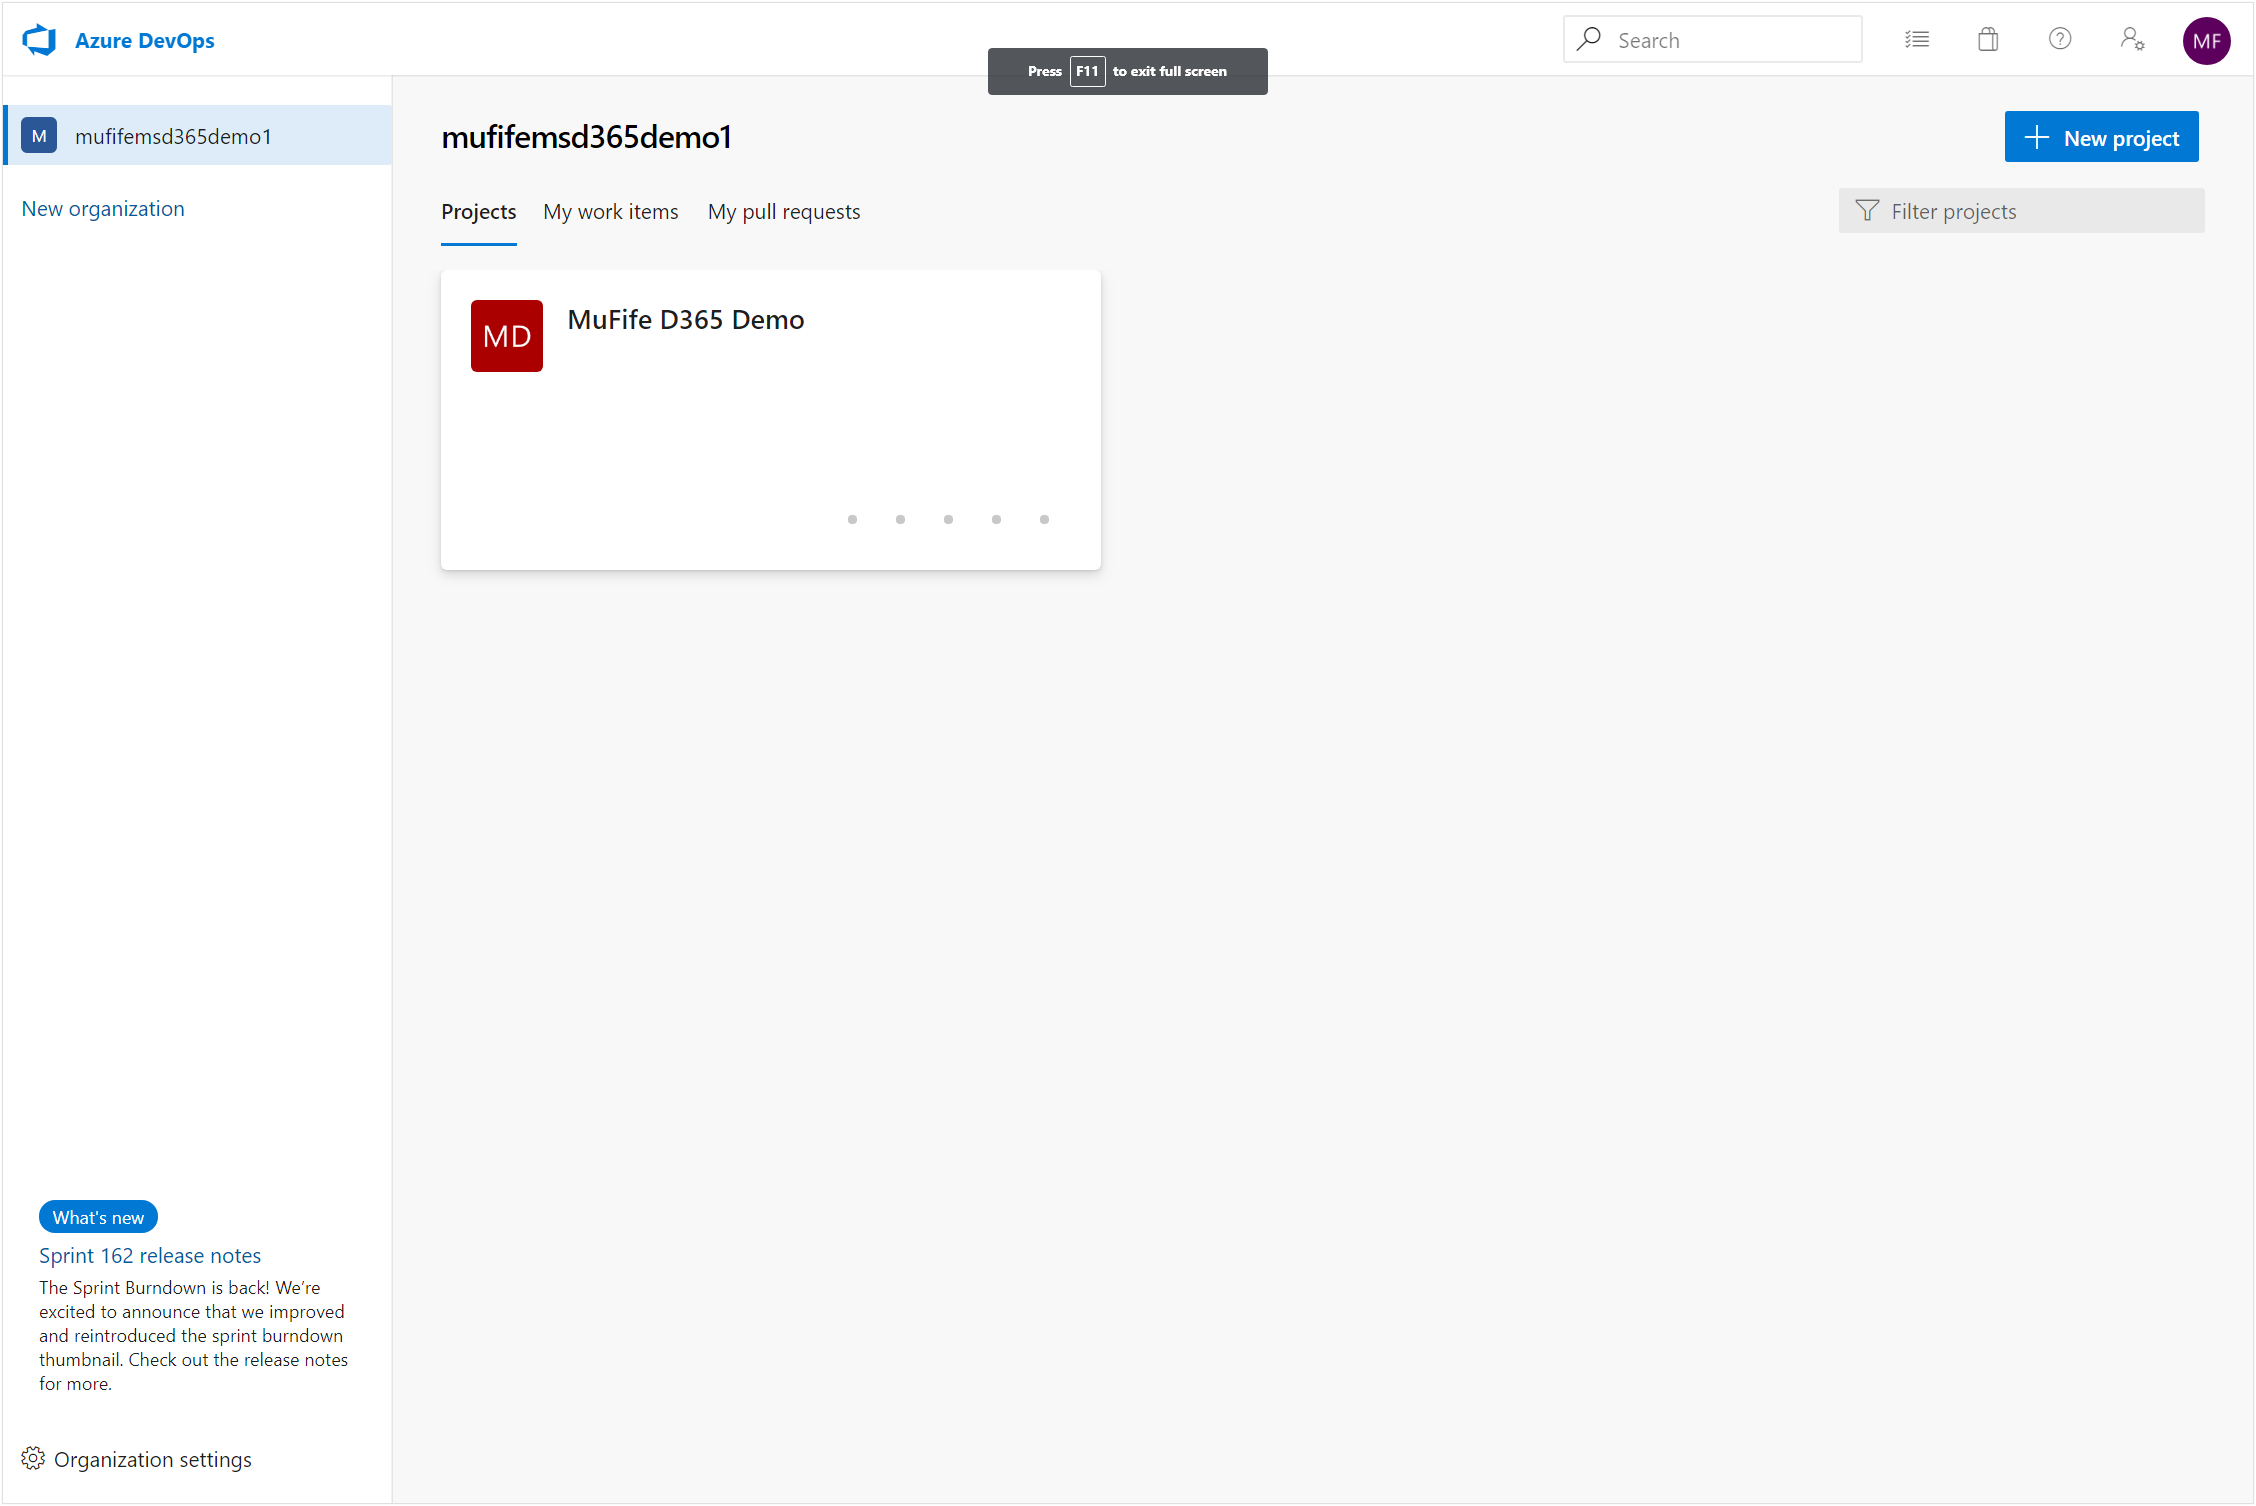 Azure DevOps
Search
MF
Press F11 to exit full screen
M mufifemsd365demo1
New organization
mufifemsd365demo1
New project
Projects My work items My pull requests
Filter projects
MD MuFife D365 Demo
What's new
Sprint 162 release notes
The Sprint Burndown is back! We’re
excited to announce that we improved
and reintroduced the sprint burndown
thumbnail. Check out the release notes
for more.
Organization settings